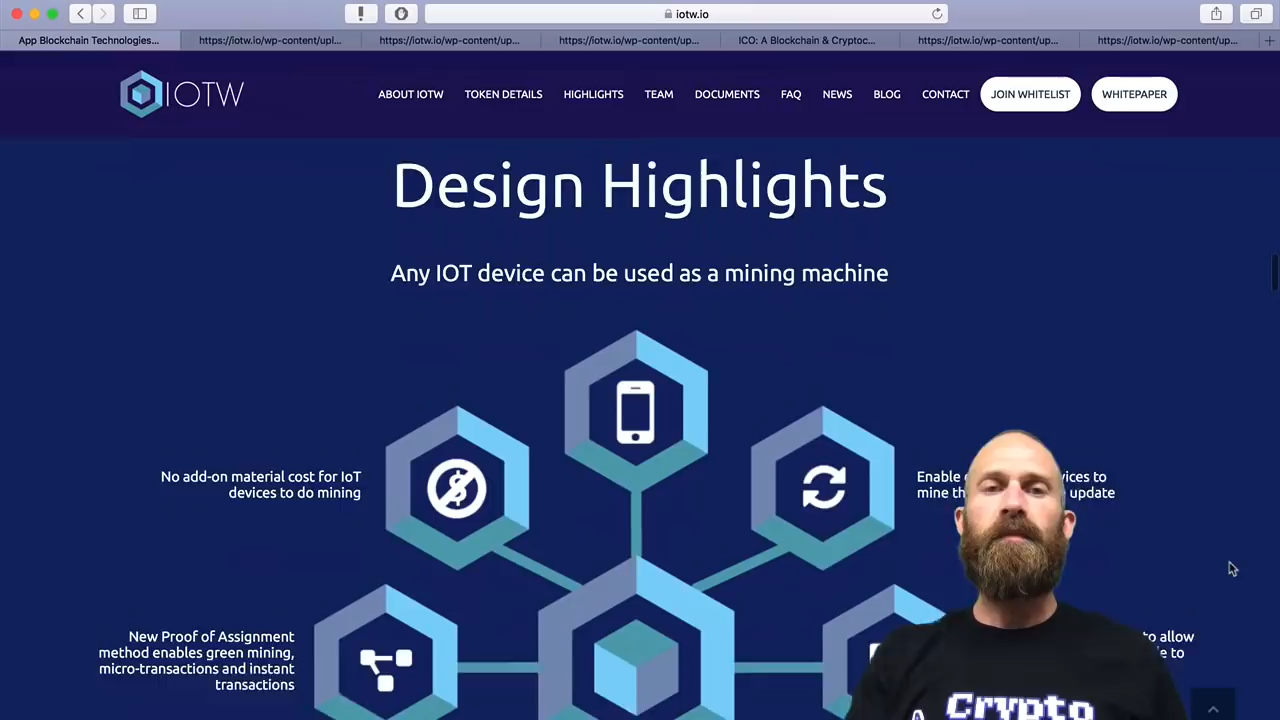 iotw.io
App Blockchain Technologies...
https://iotw.io/wp-content/upl...
https://iotw.io/wp-content/up...
https://iotw.io/wp-content/up...
ICO: A Blockchain & Cryptoc...
https://iotw.io/wp-content/up...
https://iotw.io/wp-content/up...
IOTW
ABOUT IOTW
TOKEN DETAILS
HIGHLIGHTS
TEAM
DOCUMENTS
FAQ
NEWS
BLOG
CONTACT
JOIN WHITELIST
WHITEPAPER
Design Highlights
Any IOT device can be used as a mining machine
No add-on material cost for IoT
devices to do mining
Enable
vices to
mine
update
New Proof of Assignment
method enables green mining,
micro-transactions and instant
transactions
to allow
to
Crypto